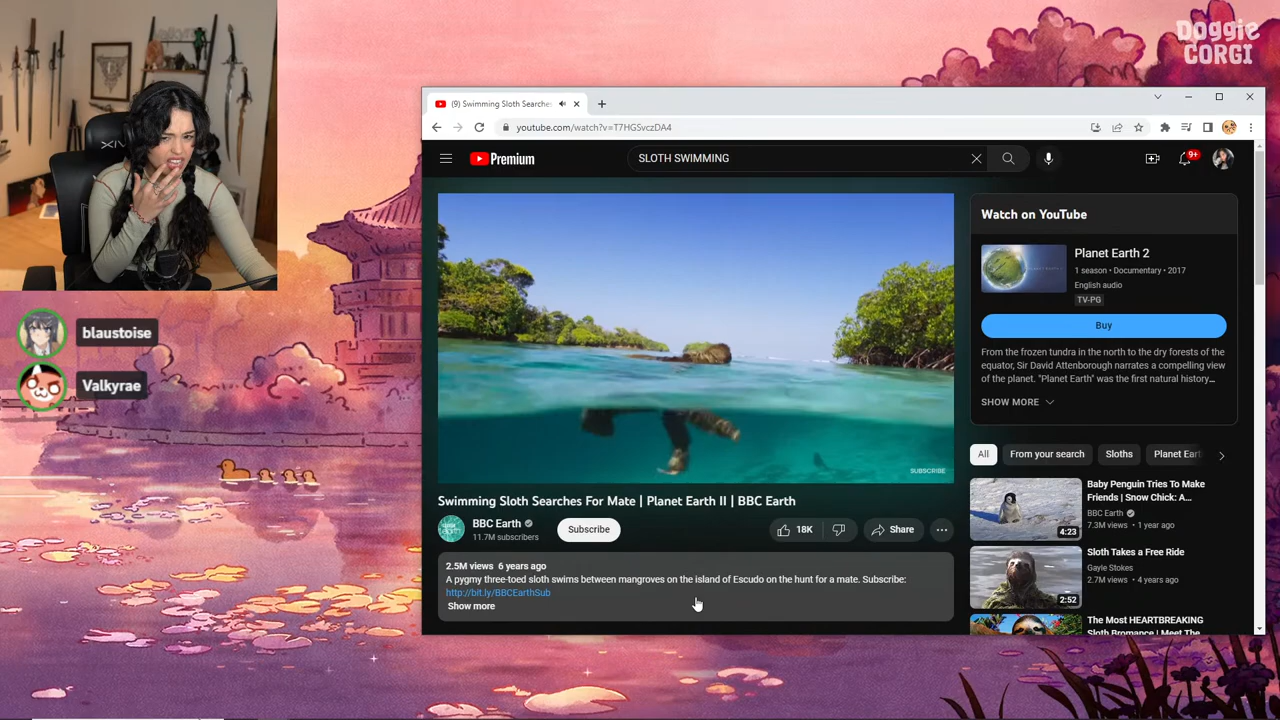 Doggie
CORGI
XIV
(9) Swimming Sloth Searches
youtube.com/watch?v=T7HGSvczDA4
Premium
SLOTH SWIMMING
9+
Watch on YouTube
Planet Earth 2
1 season • Documentary • 2017
English audio
TV-PG
Buy
From the frozen tundra in the north to the dry forests of the
equator, Sir David Attenborough narrates a compelling view
of the planet. "Planet Earth" was the first natural history...
SHOW MORE
blaustoise
Valkyrae
SUBSCRIBE
Swimming Sloth Searches For Mate | Planet Earth II | BBC Earth
BBC Earth
11.7M subscribers
Subscribe
18K
Share
2.5M views 6 years ago
A pygmy three-toed sloth swims between mangroves on the island of Escudo on the hunt for a mate. Subscribe:
http://bit.ly/BBCEarthSub
Show more
All
From your search
Sloths
Planet Eart
Baby Penguin Tries To Make
Friends | Snow Chick: A...
BBC Earth
7.3M views • 1 year ago
4:23
Sloth Takes a Free Ride
Gayle Stokes
2.7M views • 4 years ago
2:52
The Most HEARTBREAKING
Sloth Bromance | Meet The